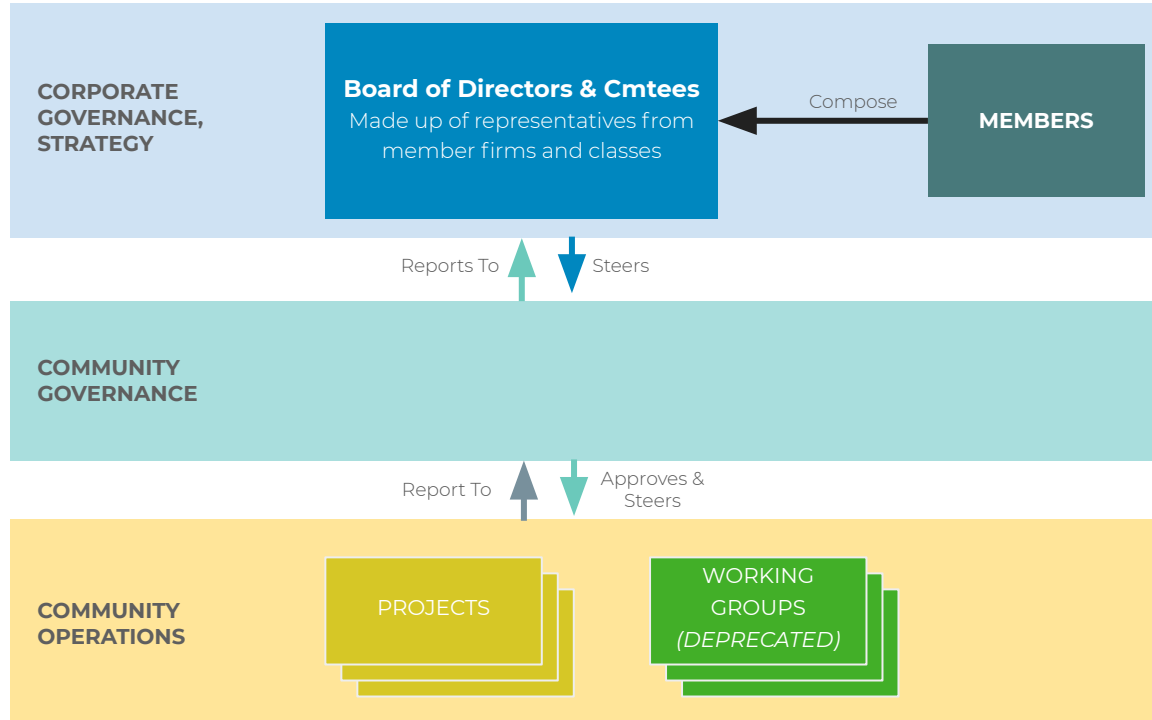 CORPORATE
GOVERNANCE,
STRATEGY
Board of Directors & Cmtees
Made up of representatives from
member firms and classes
Compose
MEMBERS
Reports To
Steers
COMMUNITY
GOVERNANCE
Report To
Approves &
Steers
COMMUNITY
OPERATIONS
PROJECTS
WORKING
GROUPS
(DEPRECATED)